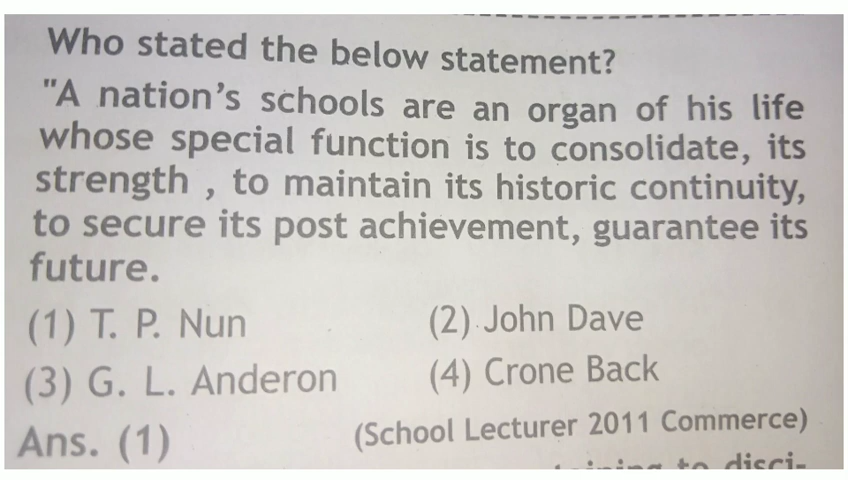 Who stated the below statement?
"A nation's schools are an organ of his life
whose special function is to consolidate, its
strength , to maintain its historic continuity,
to secure its post achievement, guarantee its
future.
(1) T. P. Nun (2) John Dave
(3) G. L. Anderon (4) Crone Back
Ans. (1) (School Lecturer 2011 Commerce)
to disci-